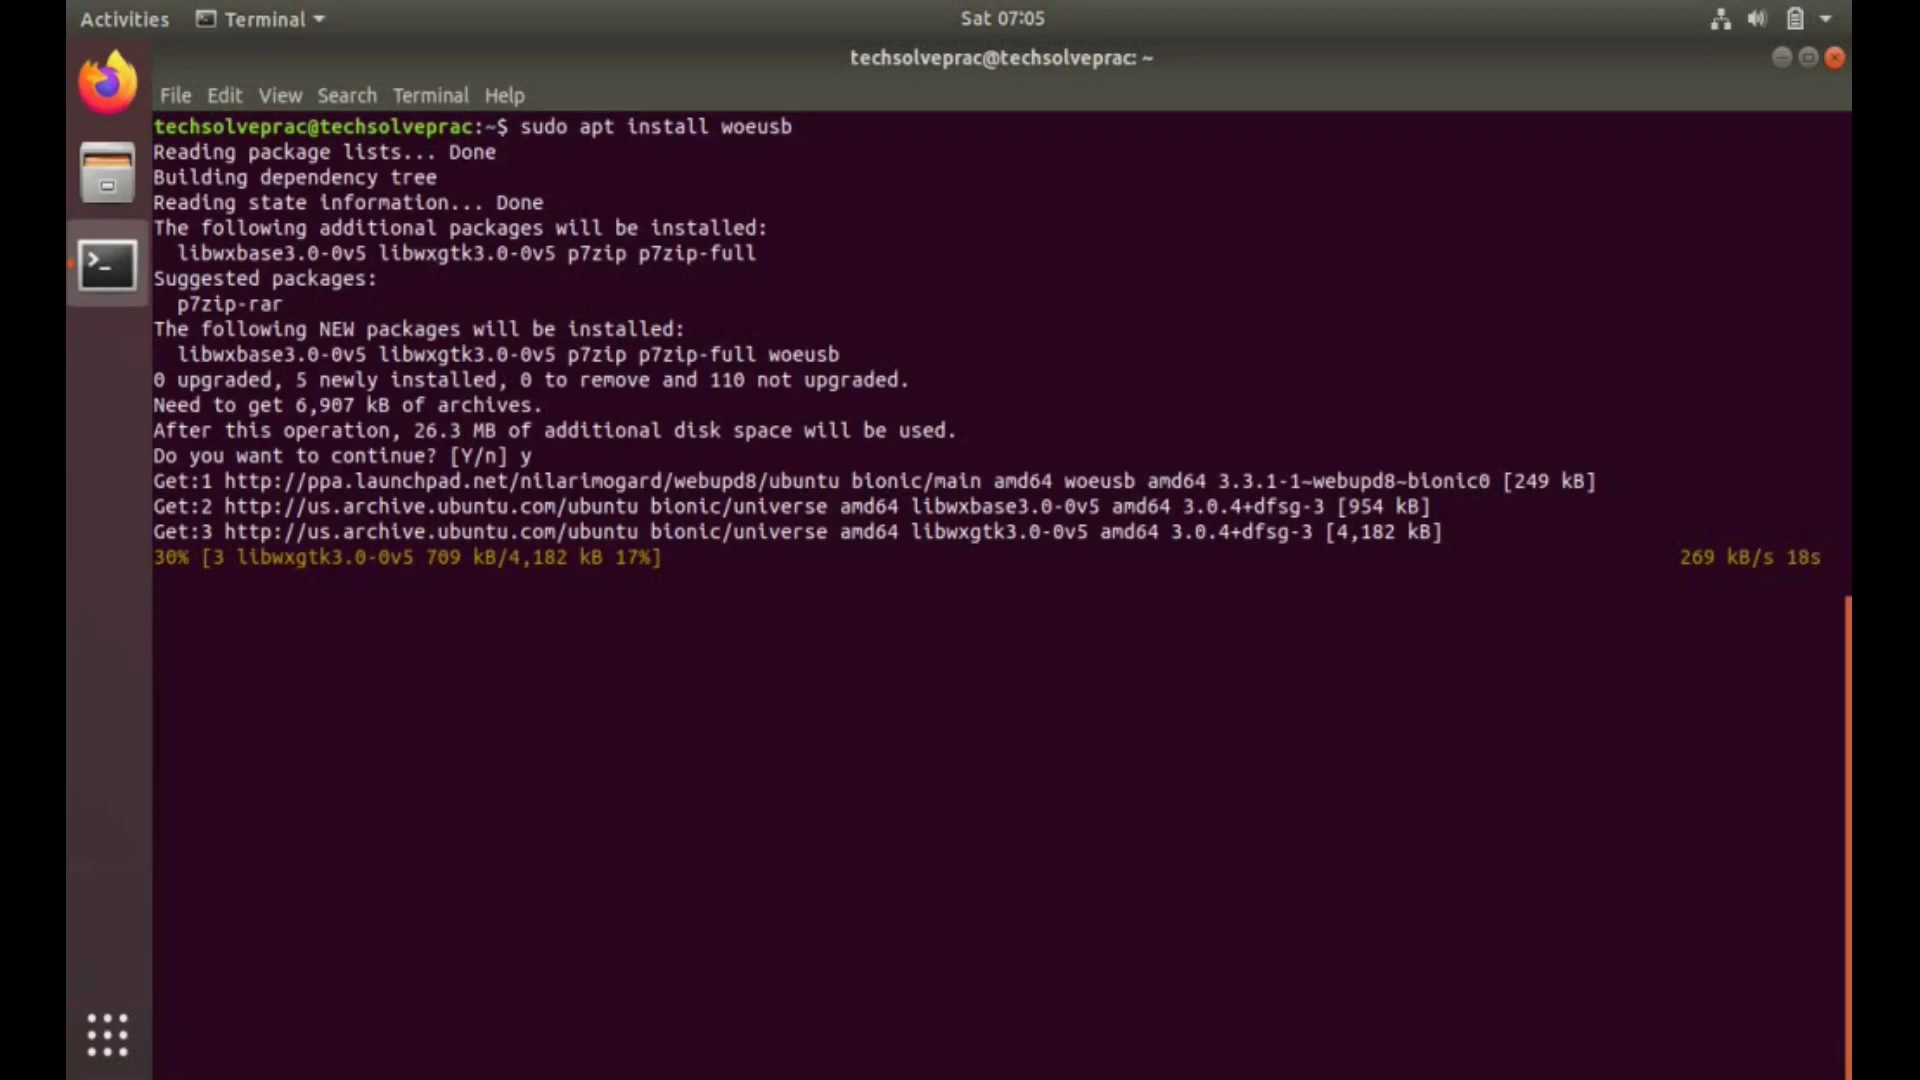 Activities Terminal Sat 07:05
techsolveprac@techsolveprac: ~
File Edit View Search Terminal Help
techsolveprac@techsolveprac:~$ sudo apt install woeusb
Reading package lists... Done
Building dependency tree
Reading state information... Done
The following additional packages will be installed:
  libwxbase3.0-0v5 libwxgtk3.0-0v5 p7zip p7zip-full
Suggested packages:
  p7zip-rar
The following NEW packages will be installed:
  libwxbase3.0-0v5 libwxgtk3.0-0v5 p7zip p7zip-full woeusb
0 upgraded, 5 newly installed, 0 to remove and 110 not upgraded.
Need to get 6,907 kB of archives.
After this operation, 26.3 MB of additional disk space will be used.
Do you want to continue? [Y/n] y
Get:1 http://ppa.launchpad.net/nilarimogard/webupd8/ubuntu bionic/main amd64 woeusb amd64 3.3.1-1~webupd8~bionic0 [249 kB]
Get:2 http://us.archive.ubuntu.com/ubuntu bionic/universe amd64 libwxbase3.0-0v5 amd64 3.0.4+dfsg-3 [954 kB]
Get:3 http://us.archive.ubuntu.com/ubuntu bionic/universe amd64 libwxgtk3.0-0v5 amd64 3.0.4+dfsg-3 [4,182 kB]
30% [3 libwxgtk3.0-0v5 709 kB/4,182 kB 17%] 269 kB/s 18s